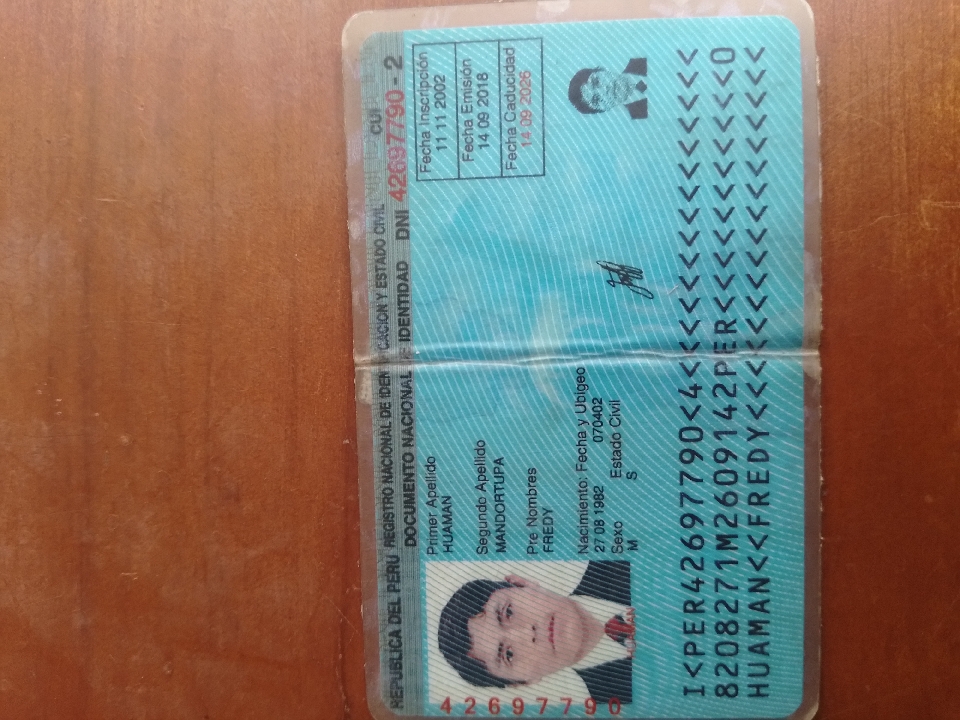 REPUBLICA DEL PERU REGISTRO NACIONAL DE IDENTIFICACION Y ESTADO CIVIL
CUI
DOCUMENTO NACIONAL DE IDENTIDAD DNI 42697790 - 2
Primer Apellido
HUAMAN
Segundo Apellido
MANDORTUPA
Pre Nombres
FREDY
Nacimiento: Fecha y Ubigeo
27 08 1982 070402
Sexo Estado Civil
M S
Fecha Inscripción
11 11 2002
Fecha Emisión
14 09 2018
Fecha Caducidad
14 09 2026
42697790
I<PER42697790<4<<<<<<<<<<<<<<<
8208271M2609142PER<<<<<<<<<<<0
HUAMAN<<FREDY<<<<<<<<<<<<<<<<<